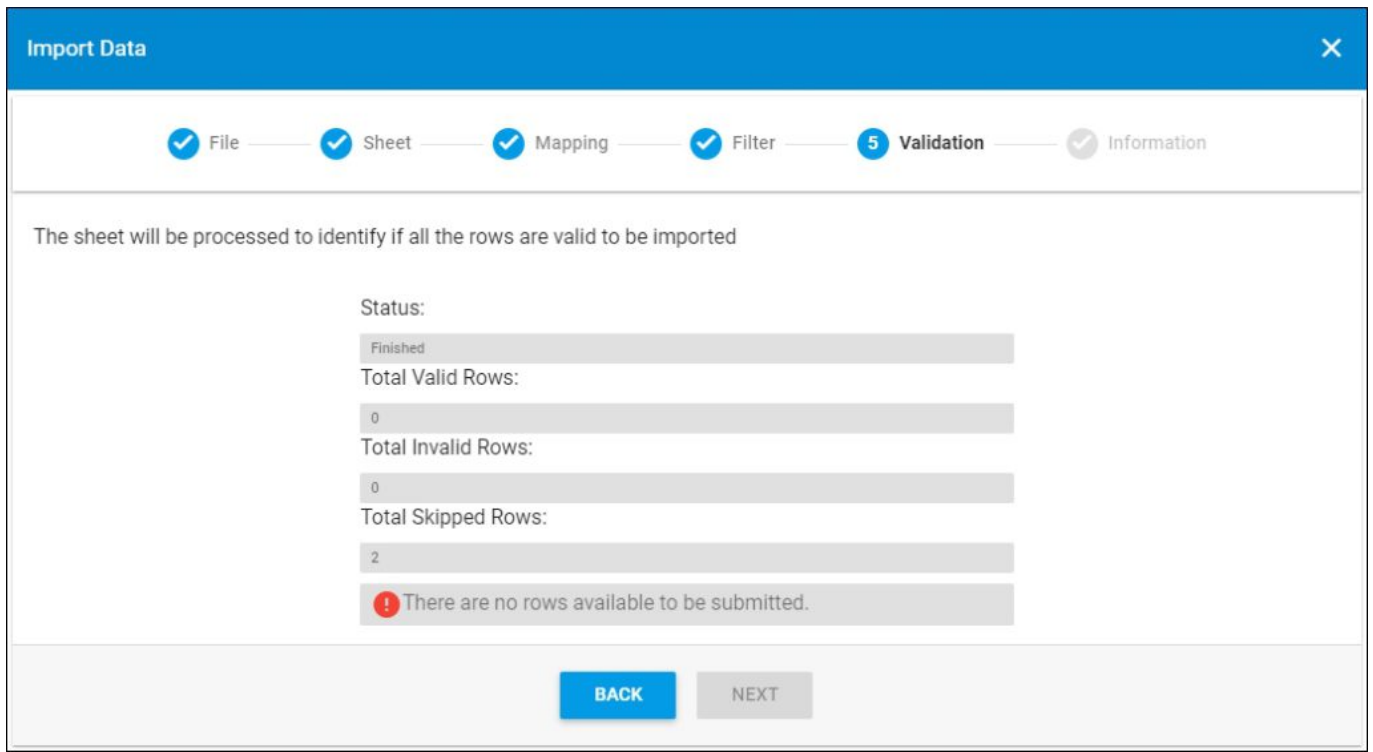 Import Data
File Sheet Mapping Filter 5 Validation Information
The sheet will be processed to identify if all the rows are valid to be imported
Status:
Finished
Total Valid Rows:
0
Total Invalid Rows:
0
Total Skipped Rows:
2
There are no rows available to be submitted.
BACK NEXT